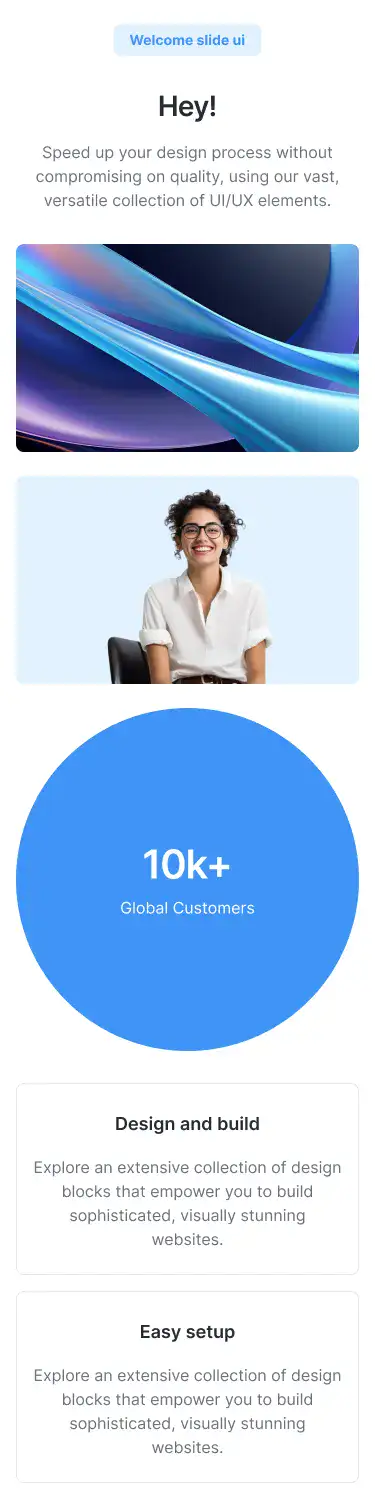 Welcome slide ui
Hey!
Speed up your design process without
compromising on quality, using our vast,
versatile collection of UI/UX elements.
10k+
Global Customers
Design and build
Explore an extensive collection of design
blocks that empower you to build
sophisticated, visually stunning
websites.
Easy setup
Explore an extensive collection of design
blocks that empower you to build
sophisticated, visually stunning
websites.